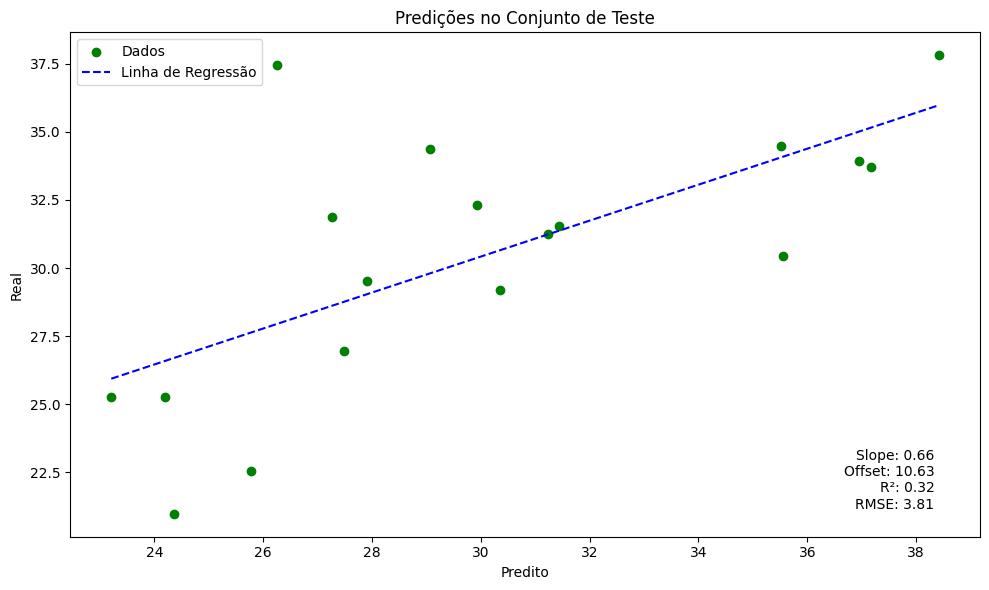 Predições no Conjunto de Teste
Dados
Linha de Regressão
37.5
35.0
32.5
30.0
27.5
25.0
22.5
Real
Slope: 0.66
Offset: 10.63
R²: 0.32
RMSE: 3.81
24 26 28 30 32 34 36 38
Predito